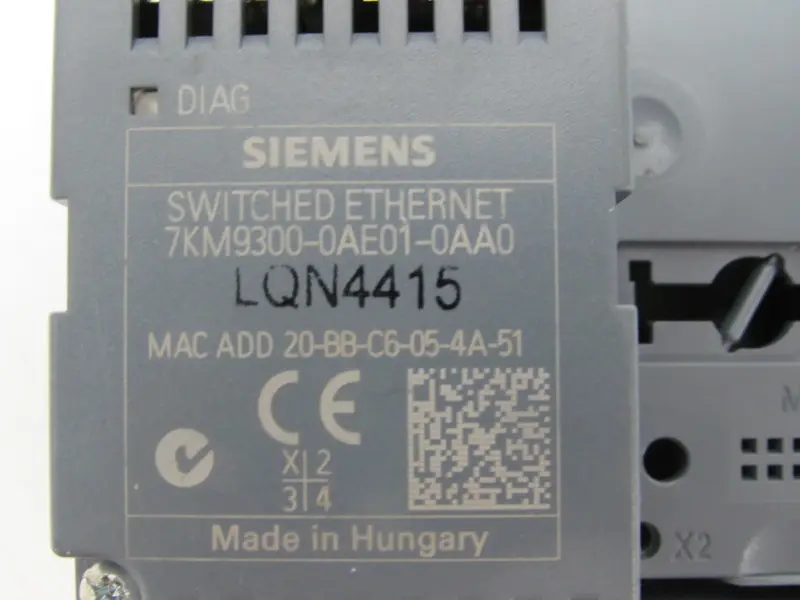 DIAG
SIEMENS
SWITCHED ETHERNET
7KM9300-0AE01-0AA0
LQN4415
MAC ADD 20-BB-C6-05-4A-51
CE
X 2
3 4
Made in Hungary
X2